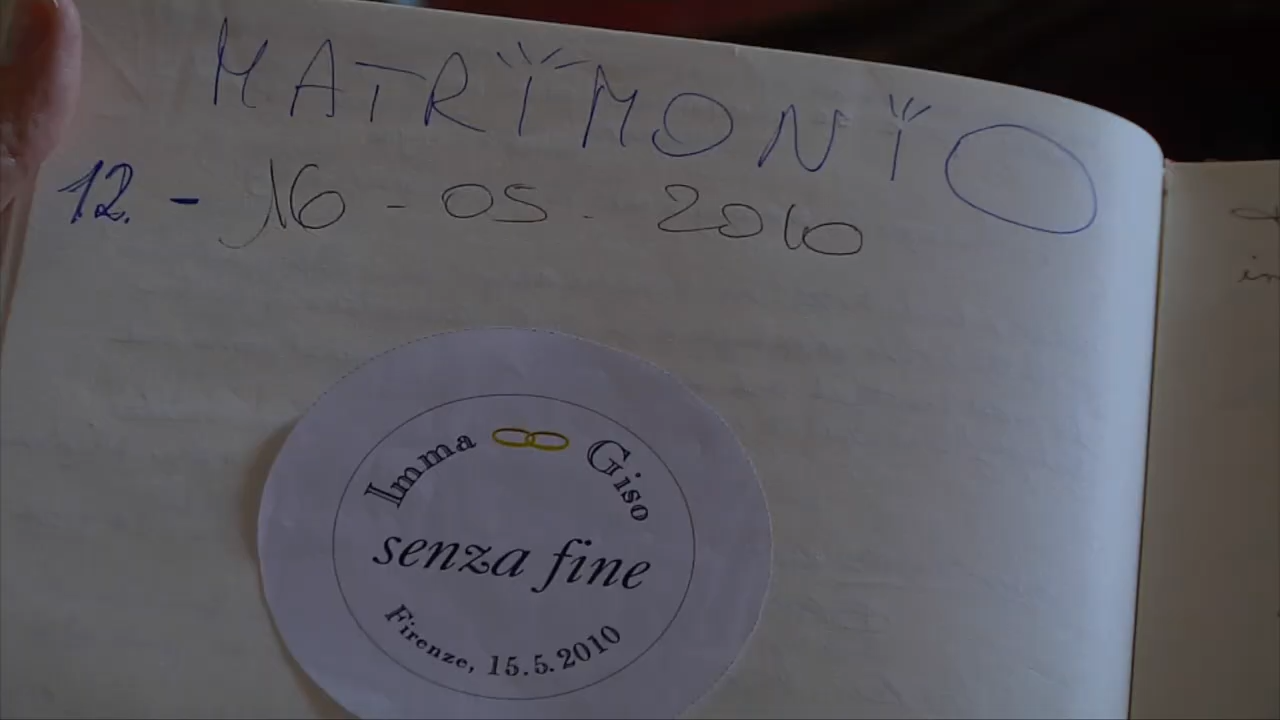 MATRIMONIO
12. - 16 - 05 - 2010
Imma Giso
senza fine
Firenze, 15.5.2010